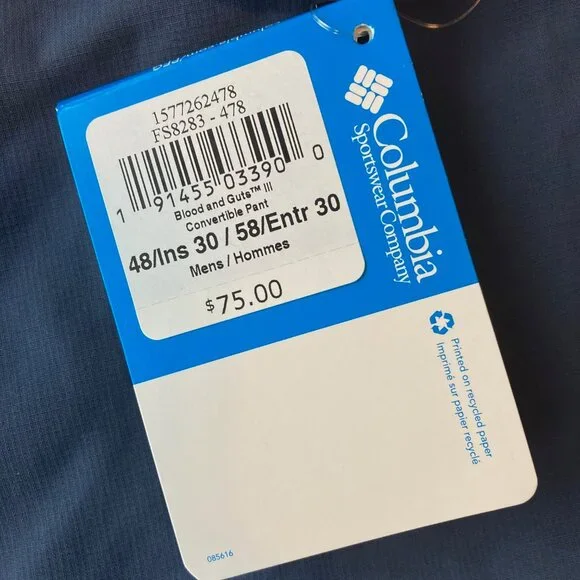 1577262478
FS8283 - 478
1 91455 03390 0
Blood and Guts™ III
Convertible Pant
48/Ins 30 / 58/Entr 30
Mens / Hommes
$75.00
Columbia
Sportswear Company
Printed on recycled paper
Imprimé sur papier recyclé
085616